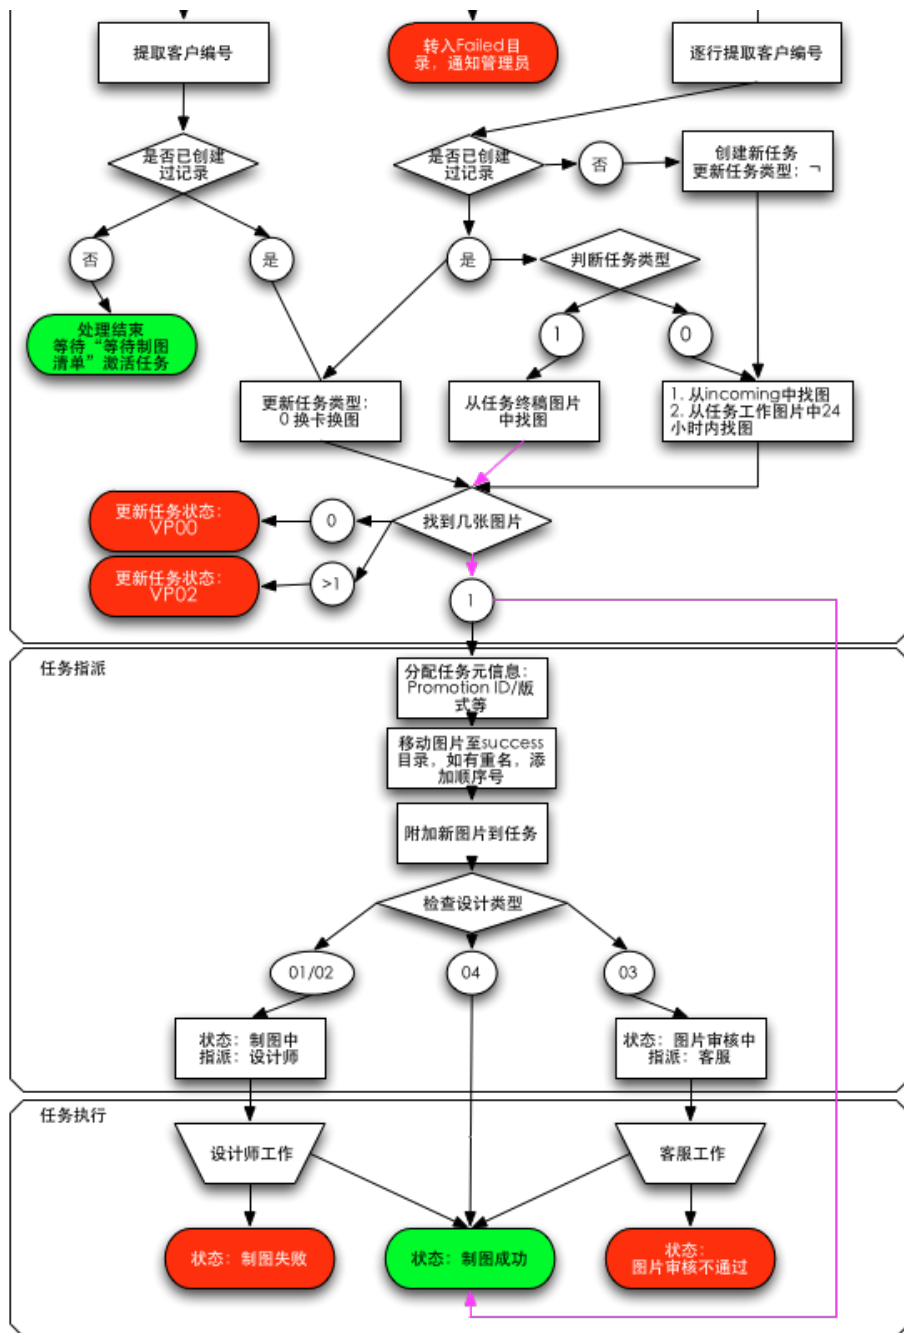 提取客户编号
转入Failed目
录，通知管理员
逐行提取客户编号
是否已创建
过记录
是否已创建
过记录
否
创建新任务
更新任务类型：¬
否
是
是
判断任务类型
处理结束
等待“等待制图
清单”激活任务
1
0
更新任务类型：
0 换卡换图
从任务终稿图片
中找图
1. 从incoming中找图
2. 从任务工作图片中24
小时内找图
更新任务状态：
VP00
0
找到几张图片
更新任务状态：
VP02
>1
1
任务指派
分配任务元信息：
Promotion ID/版
式等
移动图片至success
目录，如有重名，添
加顺序号
附加新图片到任务
检查设计类型
01/02
04
03
状态：制图中
指派：设计师
状态：图片审核中
指派：客服
任务执行
设计师工作
客服工作
状态：制图失败
状态：制图成功
状态：
图片审核不通过